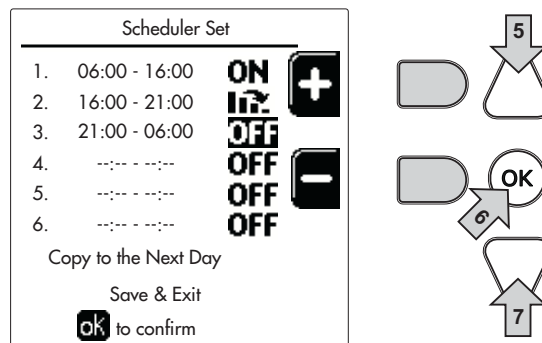 Scheduler Set
1. 06:00 - 16:00 ON
2. 16:00 - 21:00
3. 21:00 - 06:00 OFF
4. --:-- - --:-- OFF
5. --:-- - --:-- OFF
6. --:-- - --:-- OFF
+
-
Copy to the Next Day
Save & Exit
ok to confirm
5
OK
6
7